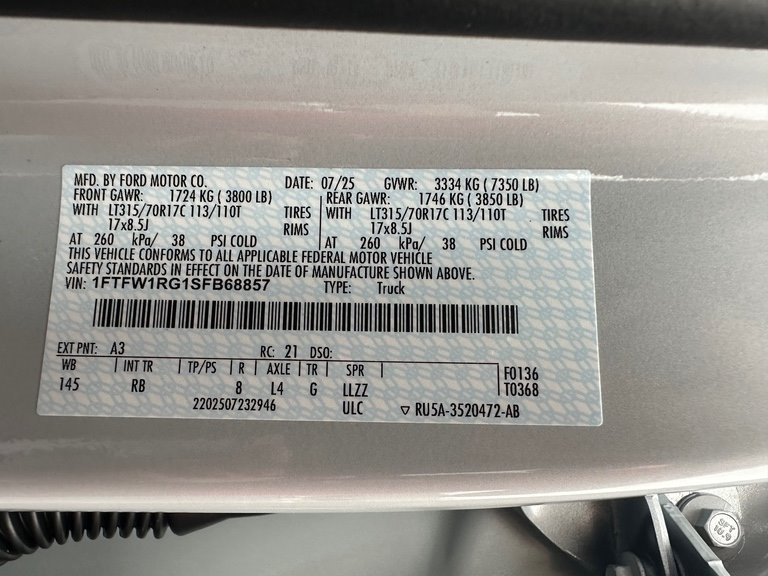 MFD. BY FORD MOTOR CO. DATE: 07/25 GVWR: 3334 KG ( 7350 LB)
FRONT GAWR: 1724 KG ( 3800 LB) REAR GAWR: 1746 KG ( 3850 LB)
WITH LT315/70R17C 113/110T TIRES WITH LT315/70R17C 113/110T TIRES
17x8.5J RIMS 17x8.5J RIMS
AT 260 kPa/ 38 PSI COLD AT 260 kPa/ 38 PSI COLD
THIS VEHICLE CONFORMS TO ALL APPLICABLE FEDERAL MOTOR VEHICLE
SAFETY STANDARDS IN EFFECT ON THE DATE OF MANUFACTURE SHOWN ABOVE.
VIN: 1FTFW1RG1SFB68857 TYPE: Truck
EXT PNT: A3 RC: 21 DSO:
WB INT TR TP/PS R AXLE TR SPR F0136
145 RB 8 L4 G LLZZ T0368
2202507232946 ULC ▽ RU5A-3520472-AB
SFY
10.9